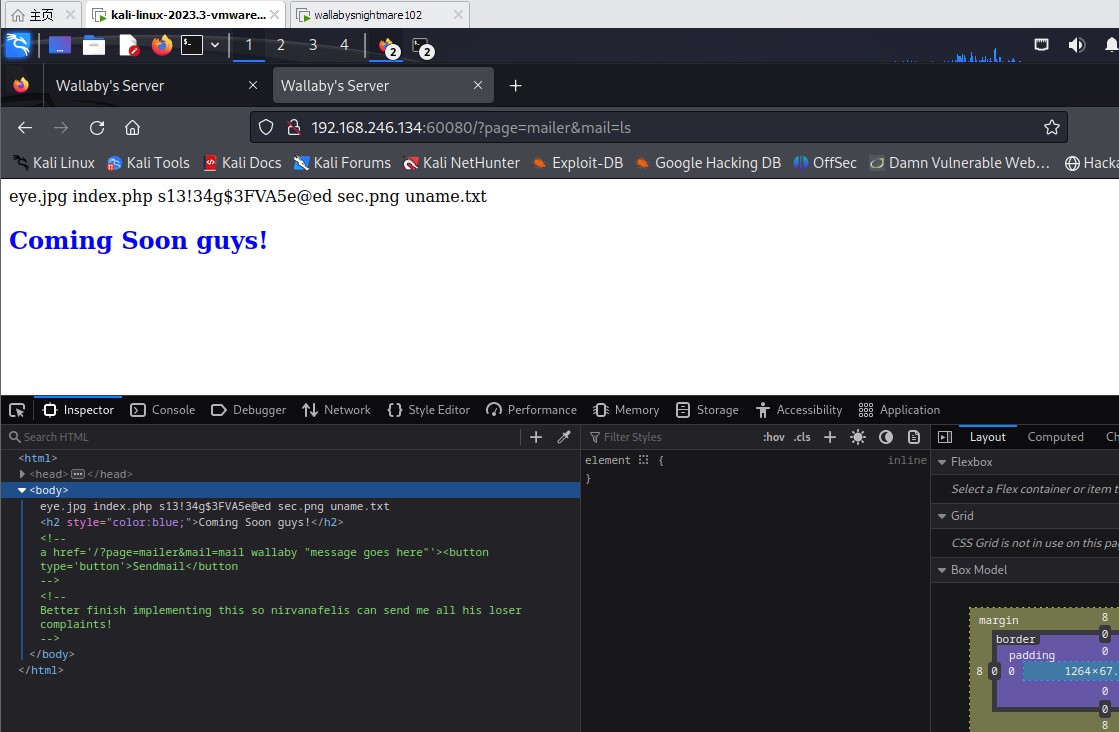 主页
kali-linux-2023.3-vmware...
wallabysnightmare102
1 2 3 4 2 2
Wallaby's Server
Wallaby's Server
192.168.246.134:60080/?page=mailer&mail=ls
Kali Linux Kali Tools Kali Docs Kali Forums Kali NetHunter Exploit-DB Google Hacking DB OffSec Damn Vulnerable Web... Hacka
eye.jpg index.php s13!34g$3FVA5e@ed sec.png uname.txt
Coming Soon guys!
Inspector Console Debugger Network Style Editor Performance Memory Storage Accessibility Application
Search HTML
Filter Styles
:hov .cls
Layout Computed Ch
<html>
<head> ... </head>
<body>
eye.jpg index.php s13!34g$3FVA5e@ed sec.png uname.txt
<h2 style="color:blue;">Coming Soon guys!</h2>
<!--
a href='/?page=mailer&mail=mail wallaby "message goes here"'><button
type='button'>Sendmail</button
-->
<!--
Better finish implementing this so nirvanafelis can send me all his loser
complaints!
-->
</body>
</html>
element { inline
}
Flexbox
Select a Flex container or item t
Grid
CSS Grid is not in use on this pa
Box Model
margin 8
border 0
padding 0
8 0 0 1264×67.
0
0
8